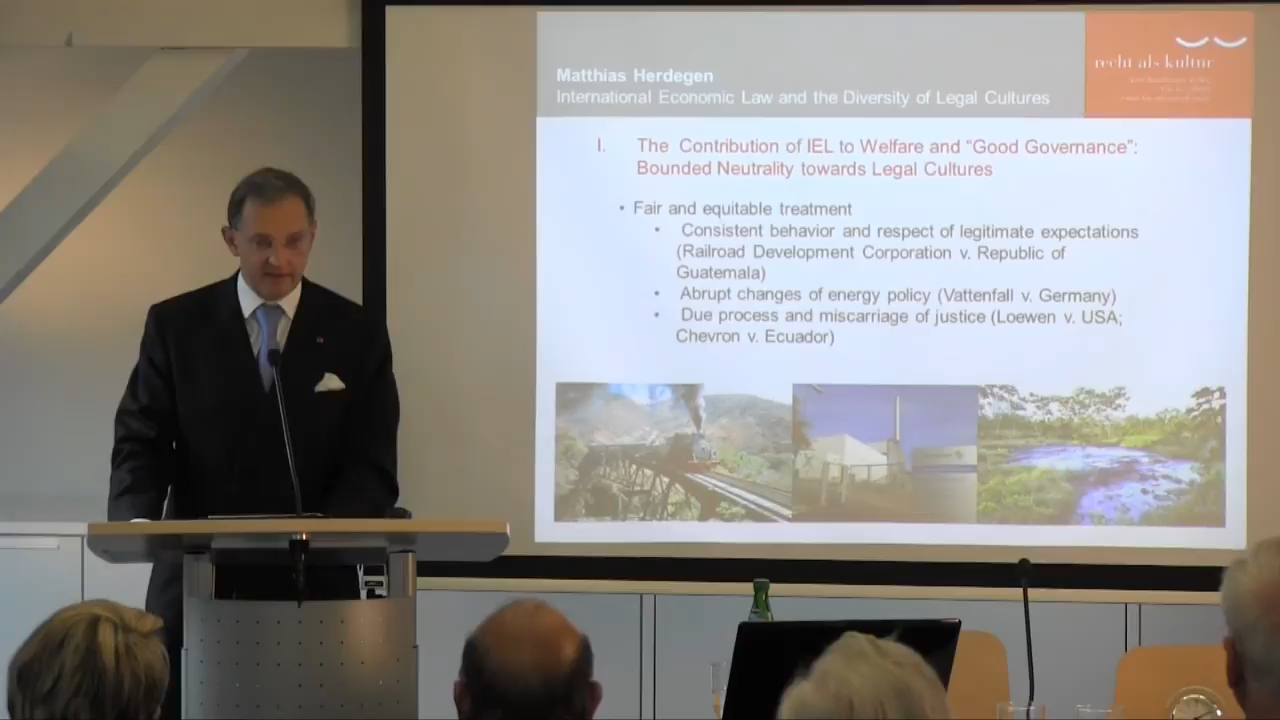 Matthias Herdegen
International Economic Law and the Diversity of Legal Cultures
recht als kultur
I. The Contribution of IEL to Welfare and “Good Governance”:
Bounded Neutrality towards Legal Cultures
• Fair and equitable treatment
• Consistent behavior and respect of legitimate expectations
(Railroad Development Corporation v. Republic of
Guatemala)
• Abrupt changes of energy policy (Vattenfall v. Germany)
• Due process and miscarriage of justice (Loewen v. USA;
Chevron v. Ecuador)